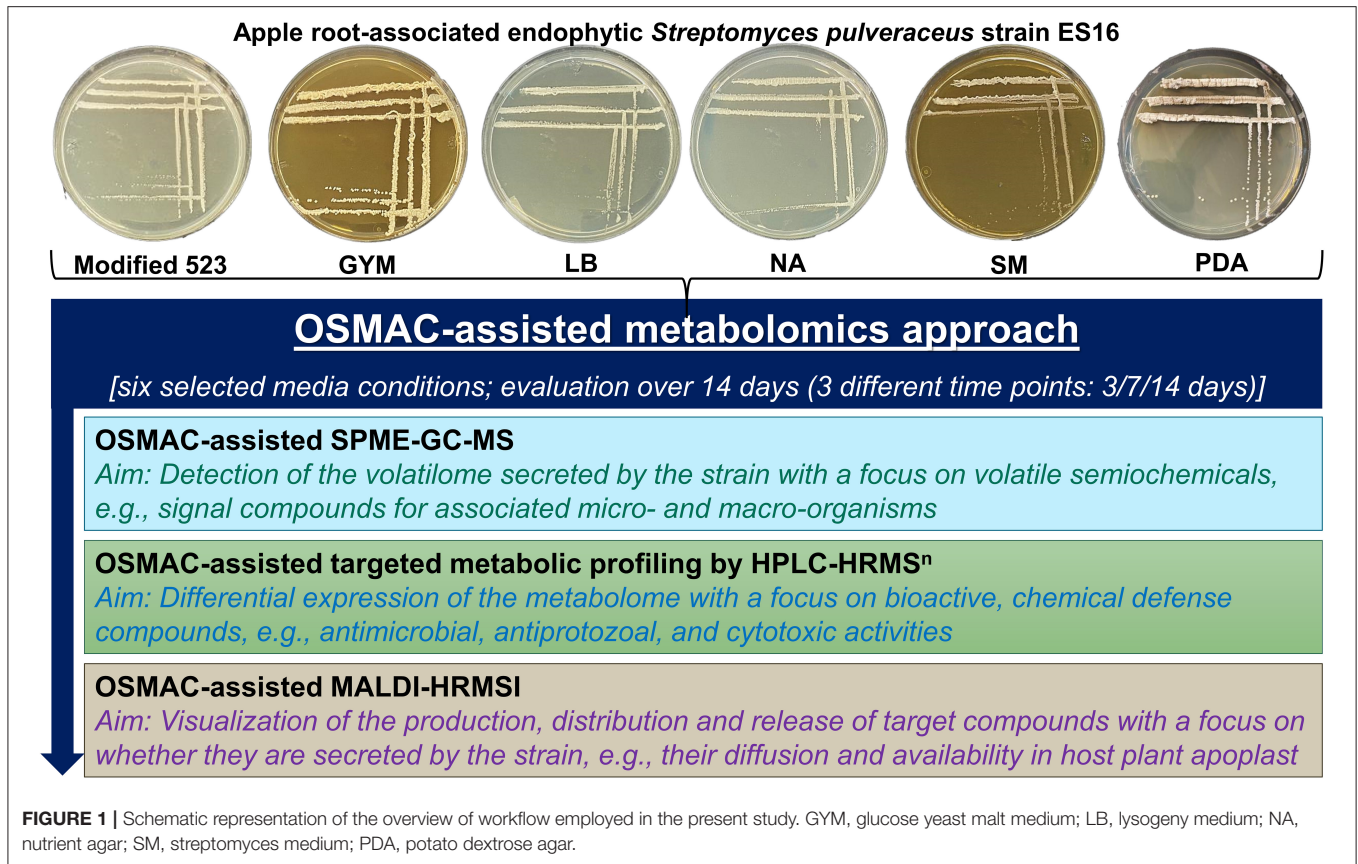 Apple root-associated endophytic Streptomyces pulveraceus strain ES16
Modified 523 GYM LB NA SM PDA
OSMAC-assisted metabolomics approach
[six selected media conditions; evaluation over 14 days (3 different time points: 3/7/14 days)]
OSMAC-assisted SPME-GC-MS
Aim: Detection of the volatilome secreted by the strain with a focus on volatile semiochemicals,
e.g., signal compounds for associated micro- and macro-organisms
OSMAC-assisted targeted metabolic profiling by HPLC-HRMSⁿ
Aim: Differential expression of the metabolome with a focus on bioactive, chemical defense
compounds, e.g., antimicrobial, antiprotozoal, and cytotoxic activities
OSMAC-assisted MALDI-HRMSI
Aim: Visualization of the production, distribution and release of target compounds with a focus on
whether they are secreted by the strain, e.g., their diffusion and availability in host plant apoplast
FIGURE 1 | Schematic representation of the overview of workflow employed in the present study. GYM, glucose yeast malt medium; LB, lysogeny medium; NA,
nutrient agar; SM, streptomyces medium; PDA, potato dextrose agar.